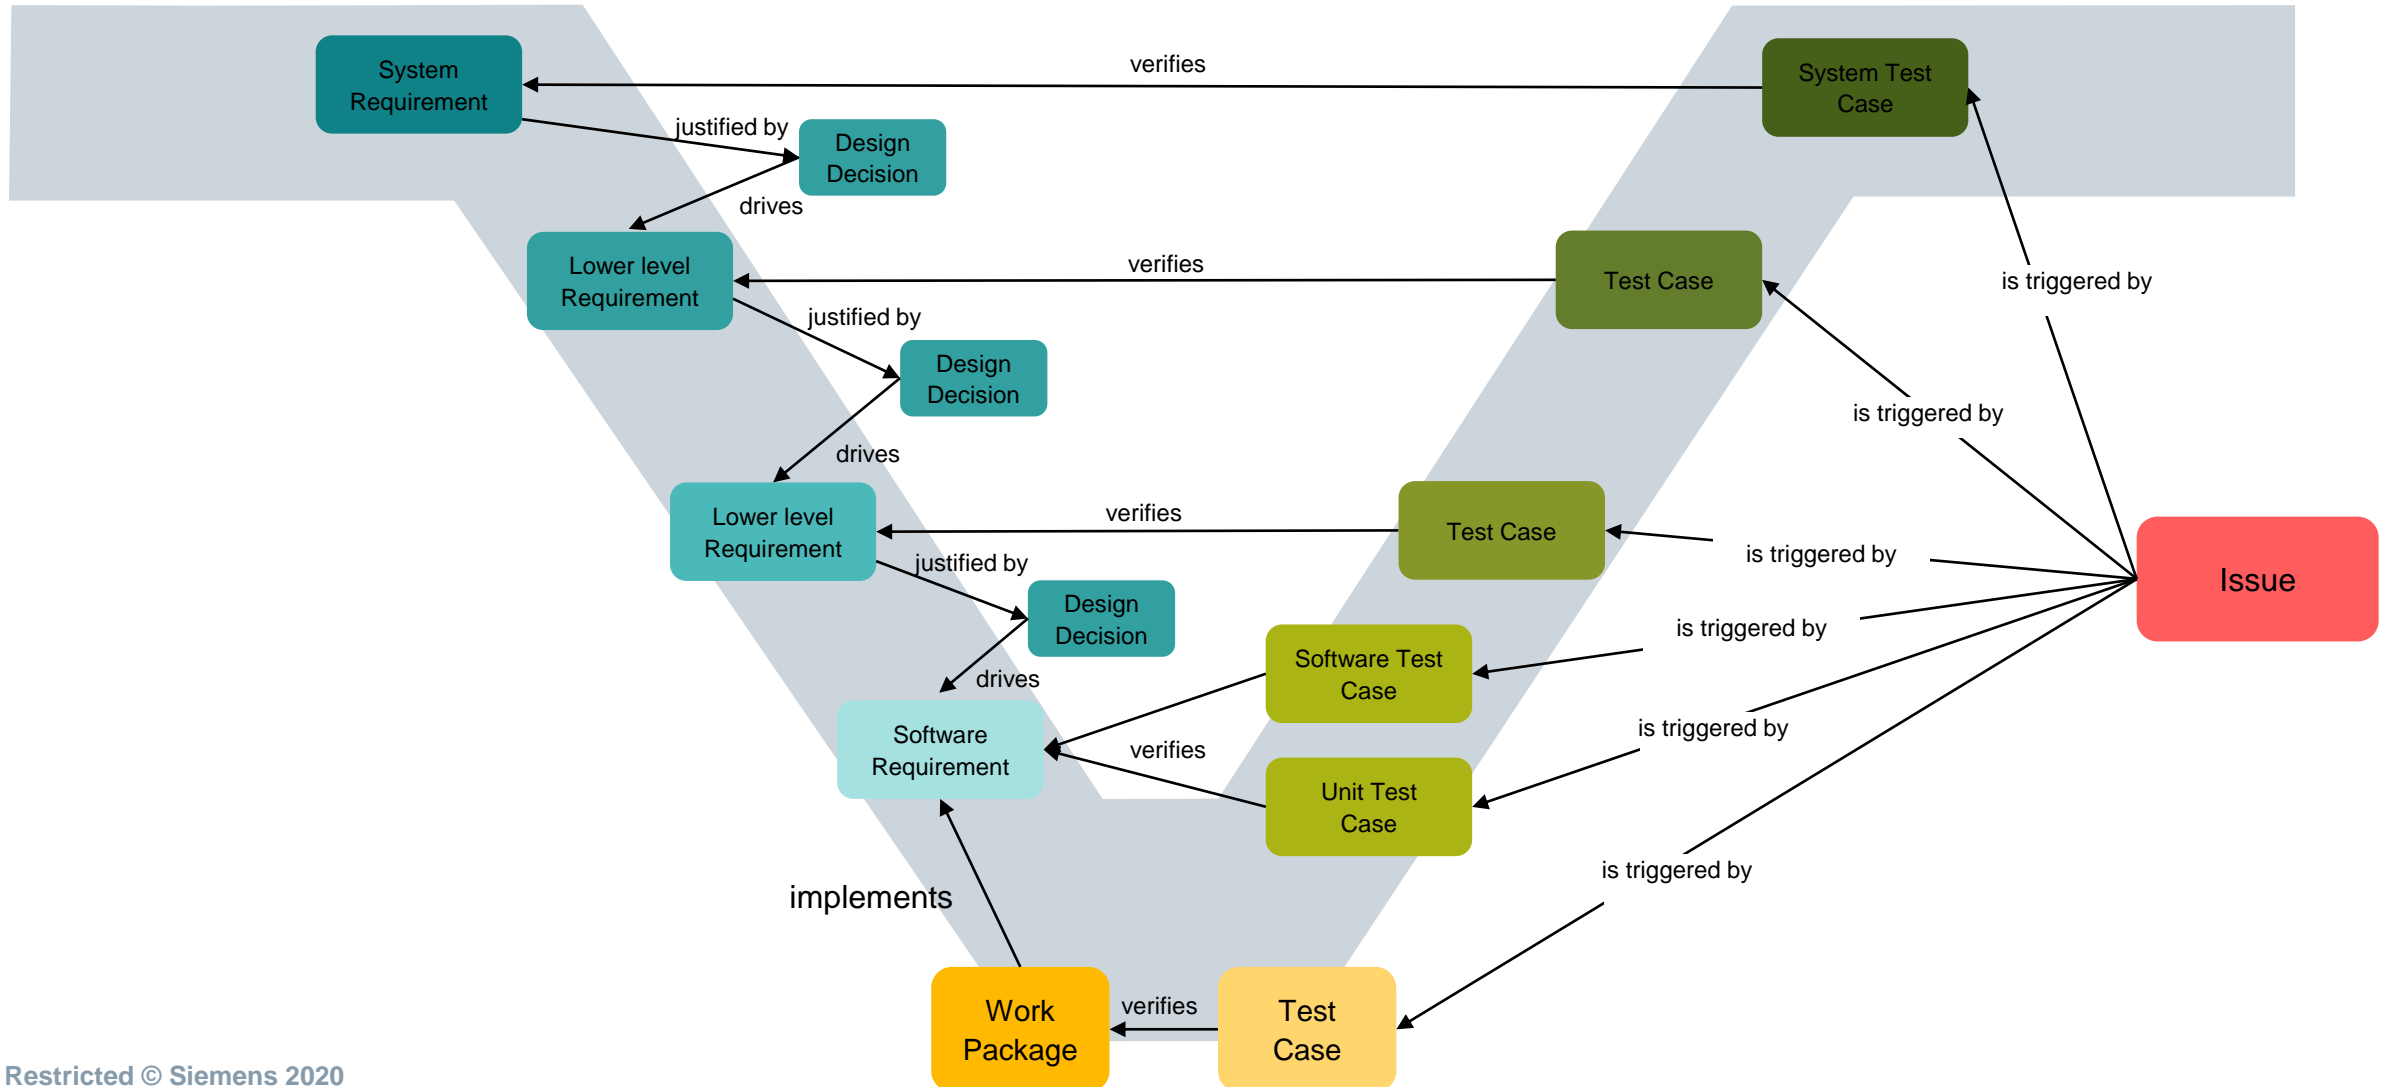 System
Requirement
verifies
System Test
Case
justified by
Design
Decision
drives
Lower level
Requirement
verifies
Test Case
is triggered by
justified by
Design
Decision
is triggered by
drives
Lower level
Requirement
verifies
Test Case
is triggered by
Issue
justified by
Design
Decision
is triggered by
drives
Software Test
Case
Software
Requirement
verifies
is triggered by
Unit Test
Case
implements
is triggered by
Work
Package
verifies
Test
Case
Restricted © Siemens 2020